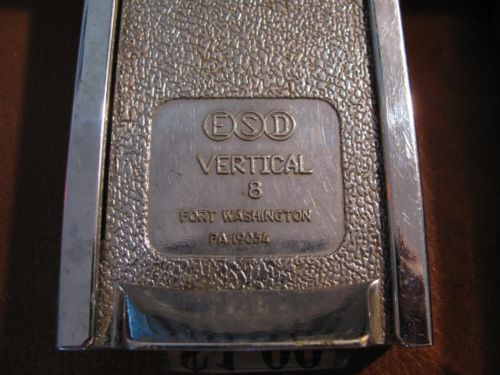 ESD
VERTICAL
8
FORT WASHINGTON
PA 19034